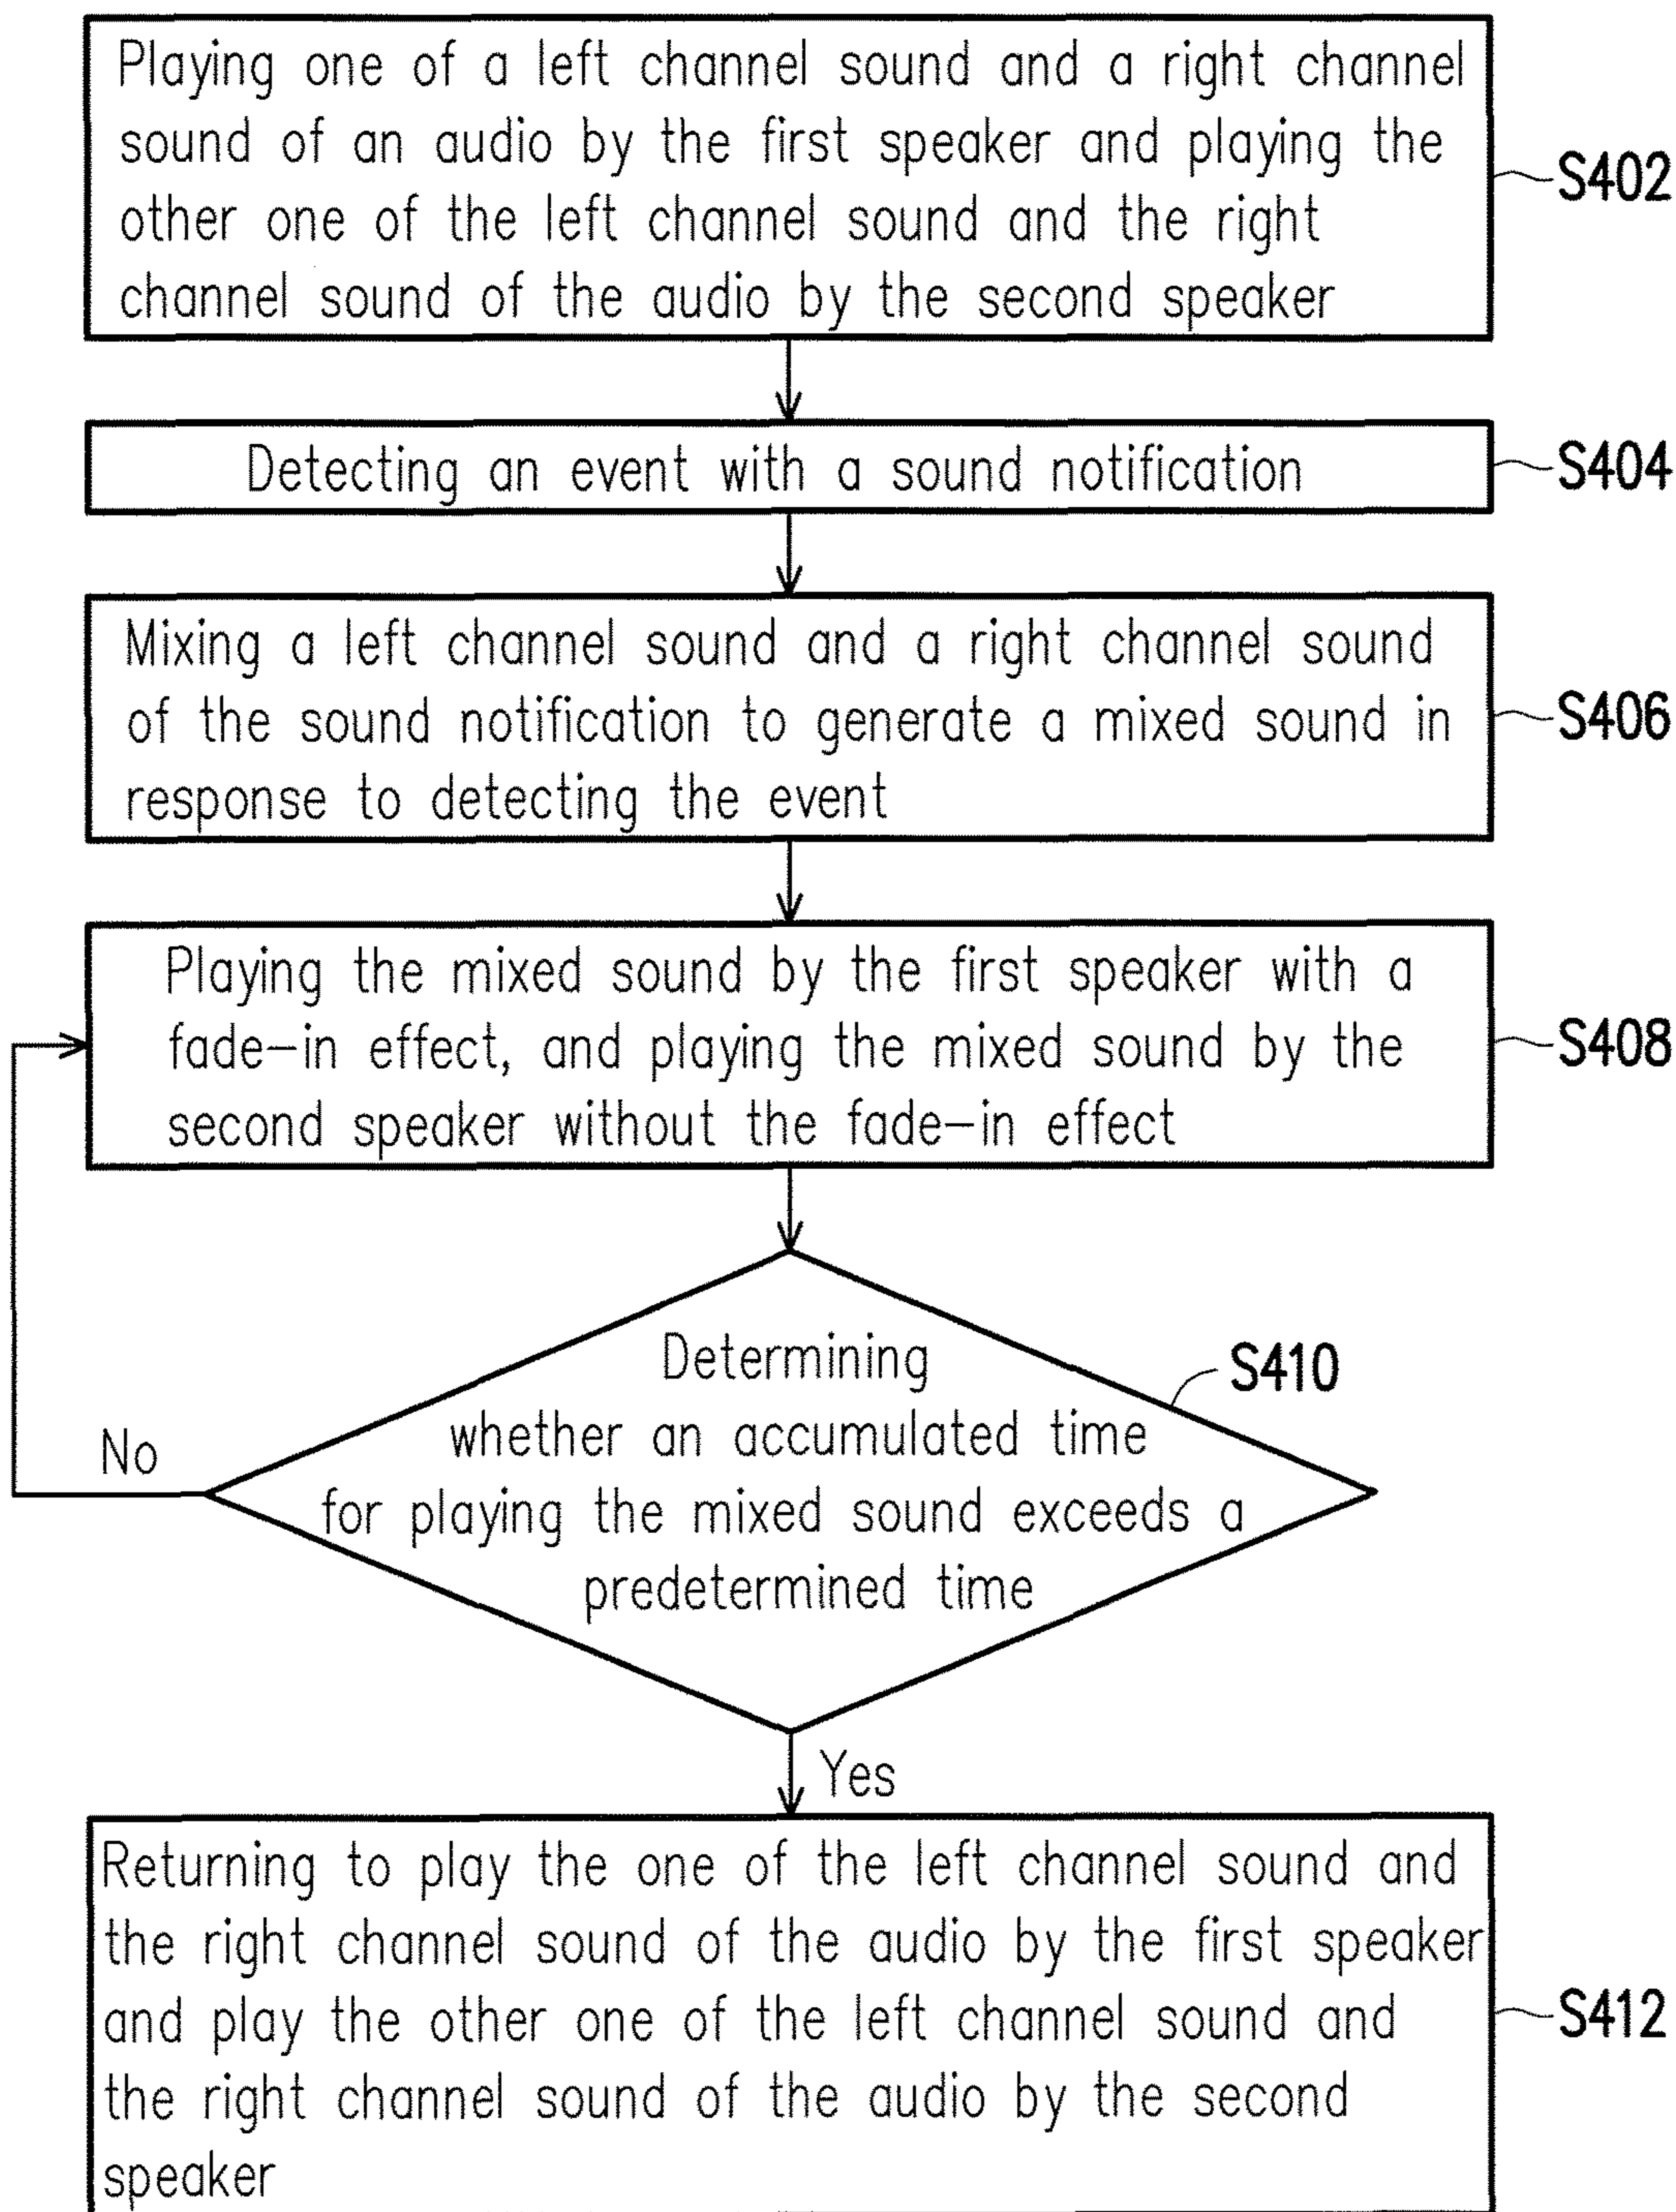 Playing one of a left channel sound and a right channel
sound of an audio by the first speaker and playing the
other one of the left channel sound and the right
channel sound of the audio by the second speaker
S402
Detecting an event with a sound notification
S404
Mixing a left channel sound and a right channel sound
of the sound notification to generate a mixed sound in
response to detecting the event
S406
Playing the mixed sound by the first speaker with a
fade-in effect, and playing the mixed sound by the
second speaker without the fade-in effect
S408
Determining
whether an accumulated time
for playing the mixed sound exceeds a
predetermined time
S410
No
Yes
Returning to play the one of the left channel sound and
the right channel sound of the audio by the first speaker
and play the other one of the left channel sound and
the right channel sound of the audio by the second
speaker
S412